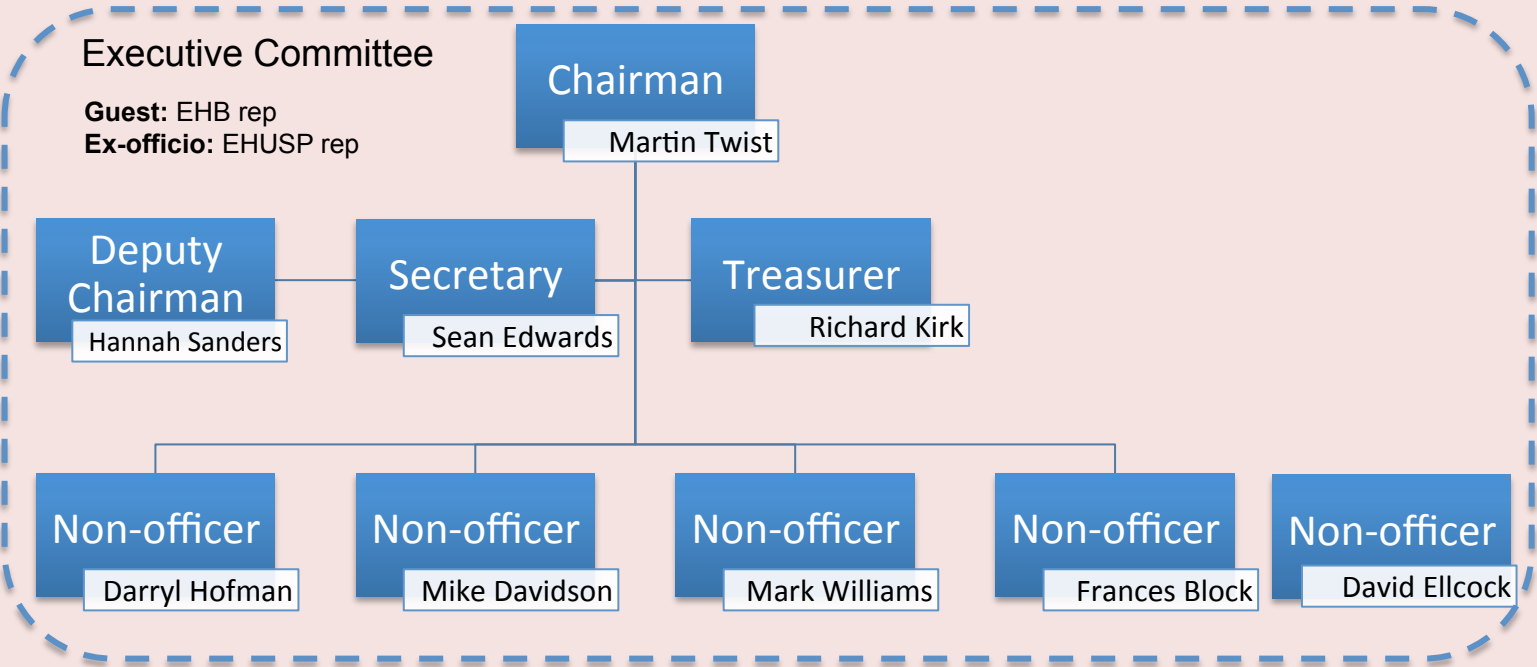 Executive Committee
Guest: EHB rep
Ex-officio: EHUSP rep
Chairman
Martin Twist
Deputy
Chairman
Hannah Sanders
Secretary
Sean Edwards
Treasurer
Richard Kirk
Non-officer
Darryl Hofman
Non-officer
Mike Davidson
Non-officer
Mark Williams
Non-officer
Frances Block
Non-officer
David Ellcock